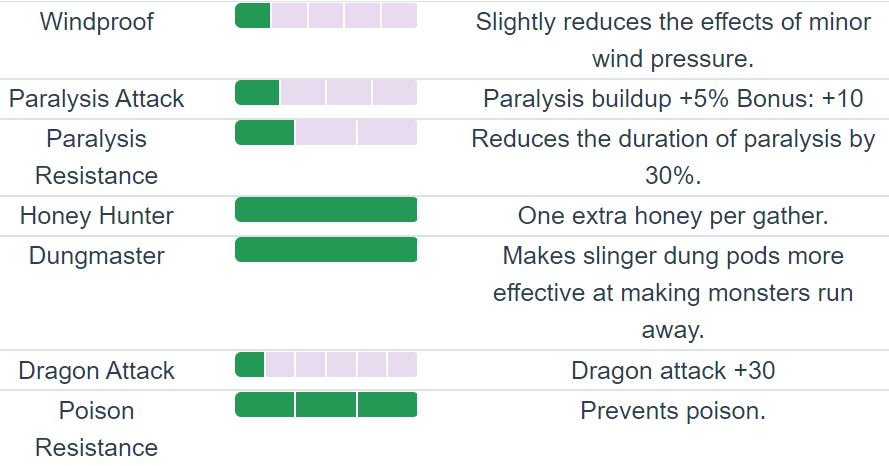 Windproof
Slightly reduces the effects of minor
wind pressure.
Paralysis Attack
Paralysis buildup +5% Bonus: +10
Paralysis
Resistance
Reduces the duration of paralysis by
30%.
Honey Hunter
One extra honey per gather.
Dungmaster
Makes slinger dung pods more
effective at making monsters run
away.
Dragon Attack
Dragon attack +30
Poison
Resistance
Prevents poison.